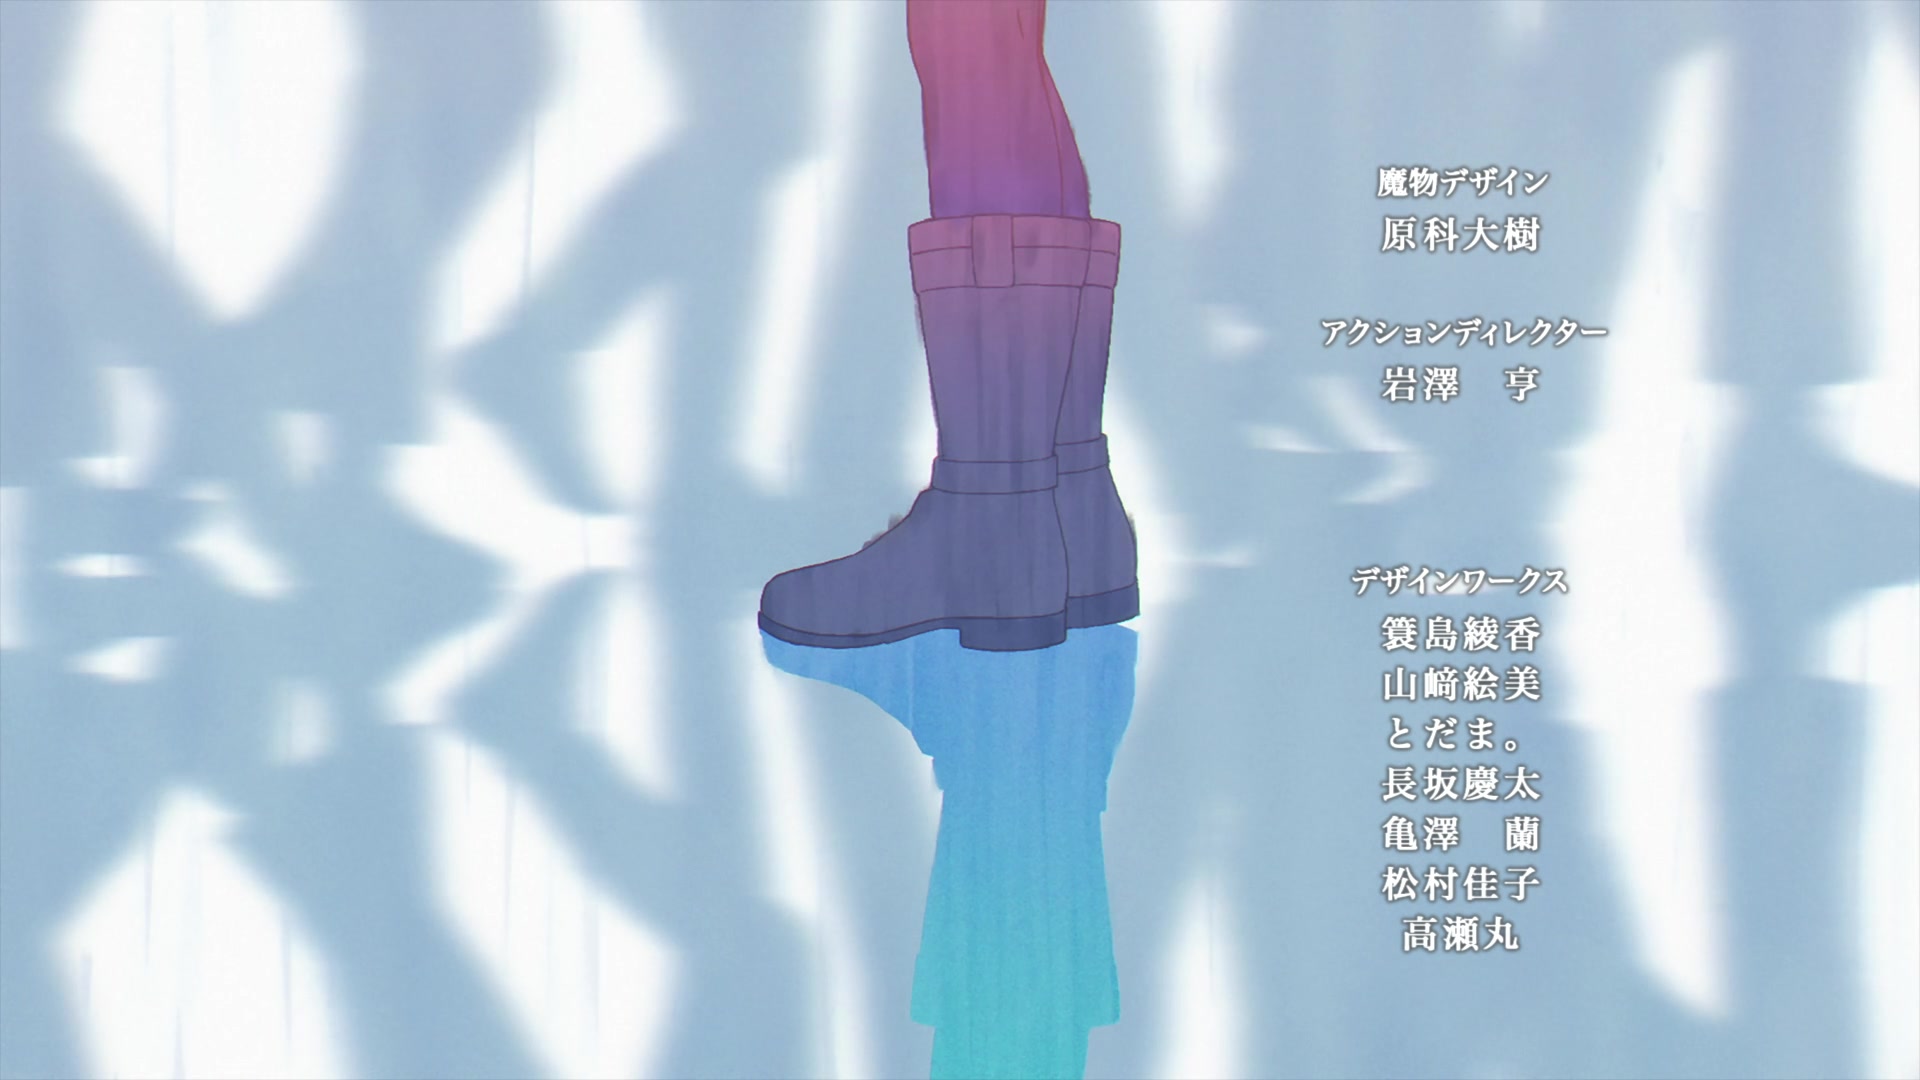 魔物デザイン
原科大樹
アクションディレクター
岩澤　亨
デザインワークス
簑島綾香
山﨑絵美
とだま。
長坂慶太
亀澤　蘭
松村佳子
高瀬丸